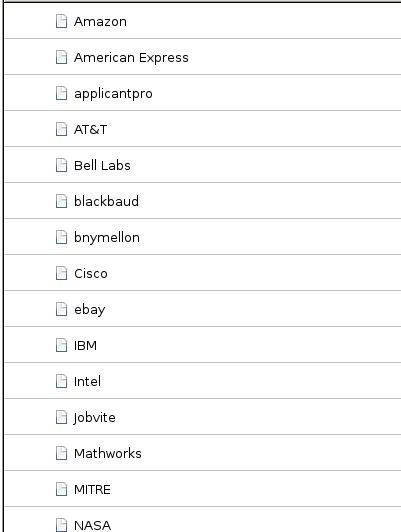 Amazon
American Express
applicantpro
AT&T
Bell Labs
blackbaud
bnymellon
Cisco
ebay
IBM
Intel
Jobvite
Mathworks
MITRE
NASA